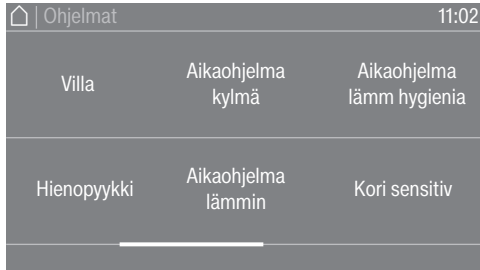 | Ohjelmat 11:02
Villa
Aikaohjelma
kylmä
Aikaohjelma
lämm hygienia
Hienopyykki
Aikaohjelma
lämmin
Kori sensitiv